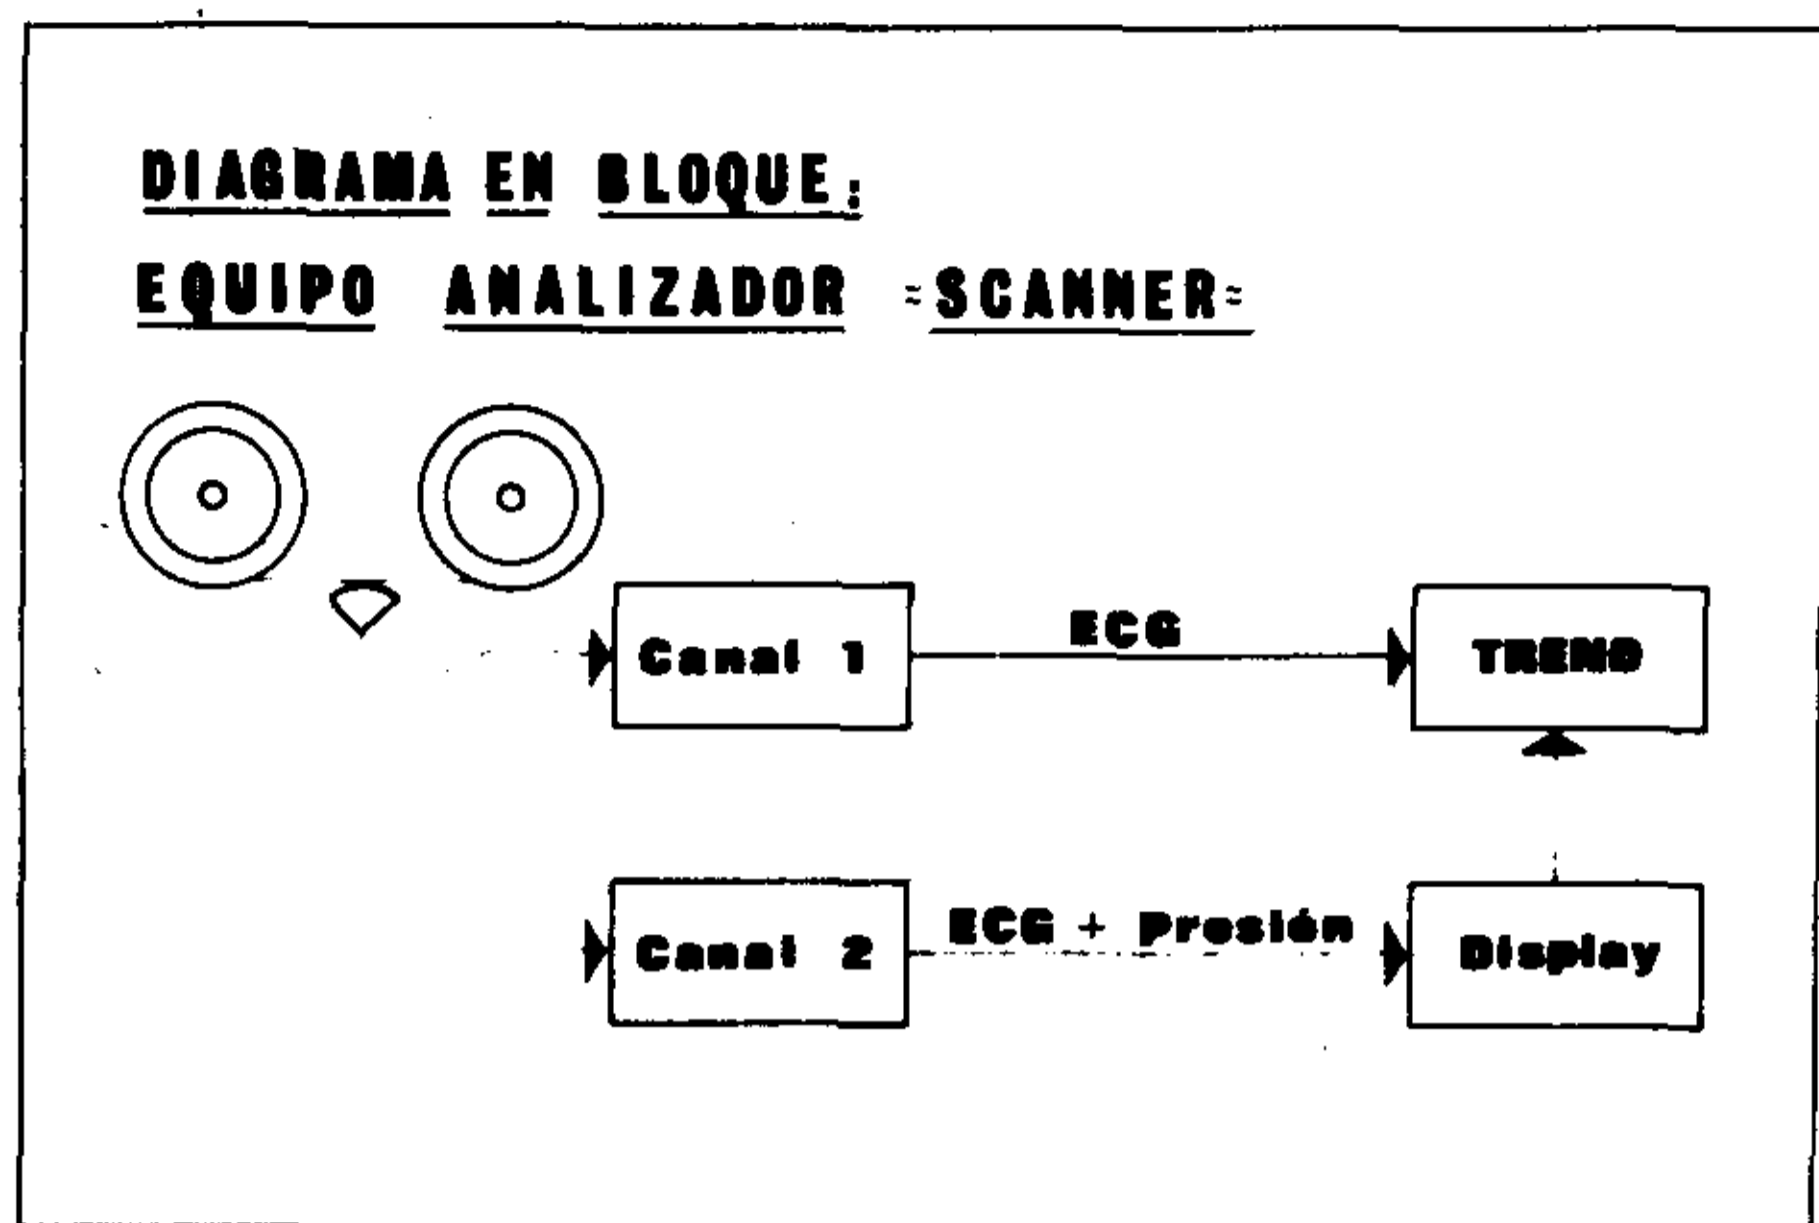 DIAGRAMA EN BLOQUE:
EQUIPO ANALIZADOR =SCANNER=
ECG
Canal 1
TREND
ECG + Presión
Canal 2
Display